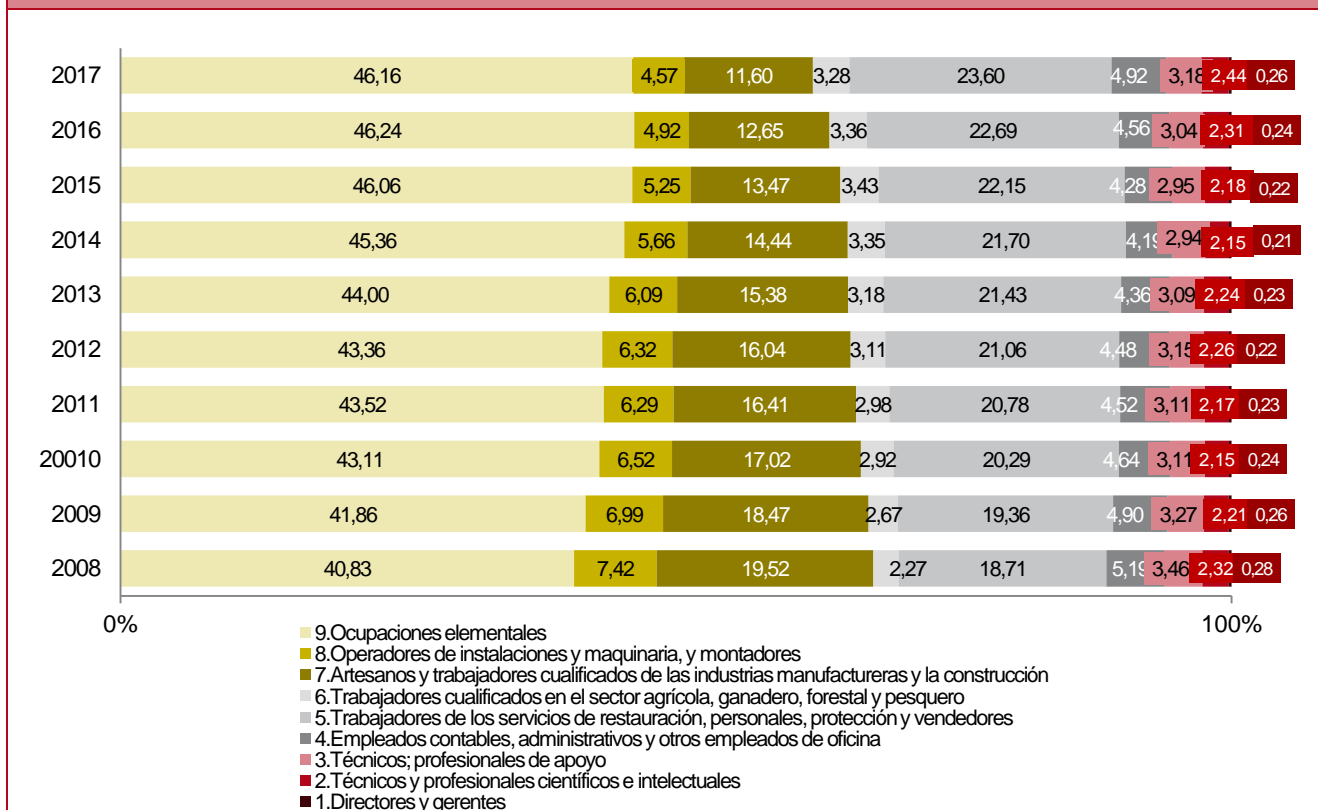 2017 46,16 4,57 11,60 3,28 23,60 4,92 3,18 2,44 0,26
2016 46,24 4,92 12,65 3,36 22,69 4,56 3,04 2,31 0,24
2015 46,06 5,25 13,47 3,43 22,15 4,28 2,95 2,18 0,22
2014 45,36 5,66 14,44 3,35 21,70 4,19 2,94 2,15 0,21
2013 44,00 6,09 15,38 3,18 21,43 4,36 3,09 2,24 0,23
2012 43,36 6,32 16,04 3,11 21,06 4,48 3,15 2,26 0,22
2011 43,52 6,29 16,41 2,98 20,78 4,52 3,11 2,17 0,23
20010 43,11 6,52 17,02 2,92 20,29 4,64 3,11 2,15 0,24
2009 41,86 6,99 18,47 2,67 19,36 4,90 3,27 2,21 0,26
2008 40,83 7,42 19,52 2,27 18,71 5,19 3,46 2,32 0,28
0% 100%
9.Ocupaciones elementales
8.Operadores de instalaciones y maquinaria, y montadores
7.Artesanos y trabajadores cualificados de las industrias manufactureras y la construcción
6.Trabajadores cualificados en el sector agrícola, ganadero, forestal y pesquero
5.Trabajadores de los servicios de restauración, personales, protección y vendedores
4.Empleados contables, administrativos y otros empleados de oficina
3.Técnicos; profesionales de apoyo
2.Técnicos y profesionales científicos e intelectuales
1.Directores y gerentes